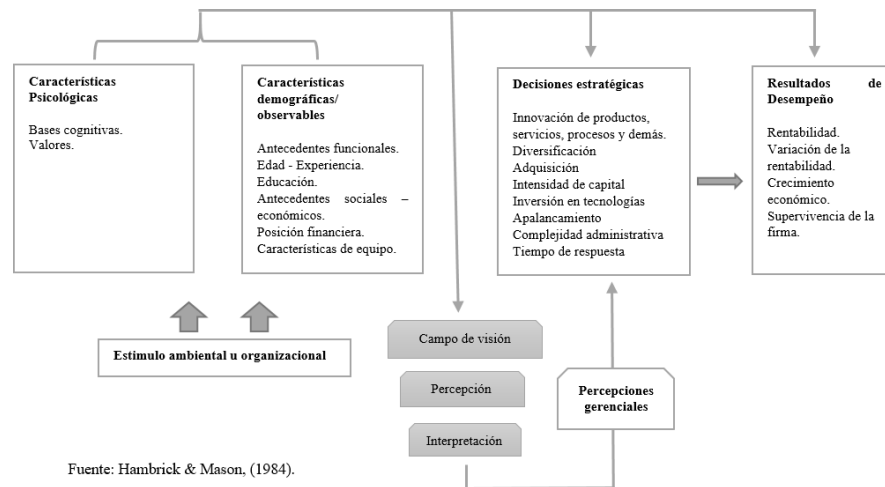 Características
Psicológicas
Bases cognitivas.
Valores.
Características
demográficas/
observables
Antecedentes funcionales.
Edad - Experiencia.
Educación.
Antecedentes sociales –
económicos.
Posición financiera.
Características de equipo.
Decisiones estratégicas
Innovación de productos,
servicios, procesos y demás.
Diversificación
Adquisición
Intensidad de capital
Inversión en tecnologías
Apalancamiento
Complejidad administrativa
Tiempo de respuesta
Resultados de
Desempeño
Rentabilidad.
Variación de la
rentabilidad.
Crecimiento
económico.
Supervivencia de la
firma.
Estimulo ambiental u organizacional
Campo de visión
Percepción
Interpretación
Percepciones
gerenciales
Fuente: Hambrick & Mason, (1984).